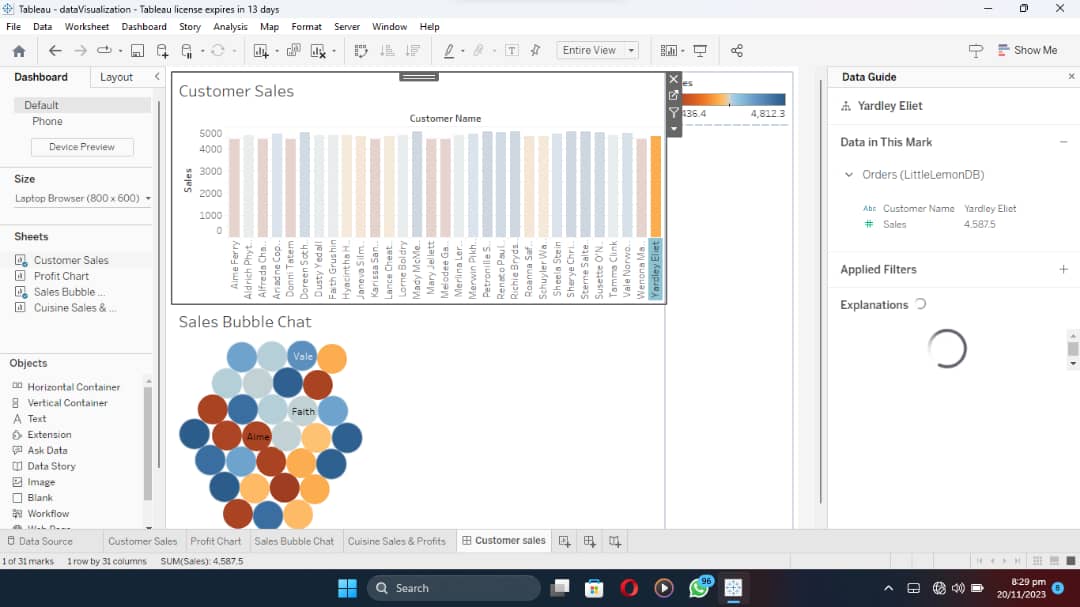 Tableau - dataVisualization - Tableau license expires in 13 days
File Data Worksheet Dashboard Story Analysis Map Format Server Window Help
Entire View
Show Me
Dashboard Layout
Default
Phone
Device Preview
Size
Laptop Browser (800 x 600)
Sheets
Customer Sales
Profit Chart
Sales Bubble ...
Cuisine Sales & ...
Objects
Horizontal Container
Vertical Container
Text
Extension
Ask Data
Data Story
Image
Blank
Workflow
Web Page
Customer Sales
Customer Name
Sales
5000
4000
3000
2000
1000
0
Aime Ferry
Aldrich Phyt..
Alfreda Cha..
Ariadne Cop..
Donni Tatem
Doreen Soth..
Dusty Yedall
Faith Grushin
Hyacintha H..
Janeva Silm..
Karissa San..
Lance Cheat..
Lorne Boldry
Mady McMe..
Mary Jellett
Melodee Ga..
Merlina Ler..
Merwin Pikh..
Petronille S..
Renato Paul..
Richie Bryds..
Roanna Saf..
Schuyler Wa..
Sheela Stein
Sherye Chri..
Sterne Salte..
Susette O'N..
Tamma Clink
Vale Norwo..
Wenona Ma..
Yardley Eliet
es
436.4 4,812.3
Sales Bubble Chat
Vale
Faith
Aime
Data Guide
Yardley Eliet
Data in This Mark
Orders (LittleLemonDB)
Abc Customer Name Yardley Eliet
# Sales 4,587.5
Applied Filters
Explanations
Data Source Customer Sales Profit Chart Sales Bubble Chat Cuisine Sales & Profits Customer sales
1 of 31 marks 1 row by 31 columns SUM(Sales): 4,587.5
Search
96
8:29 pm
20/11/2023
8